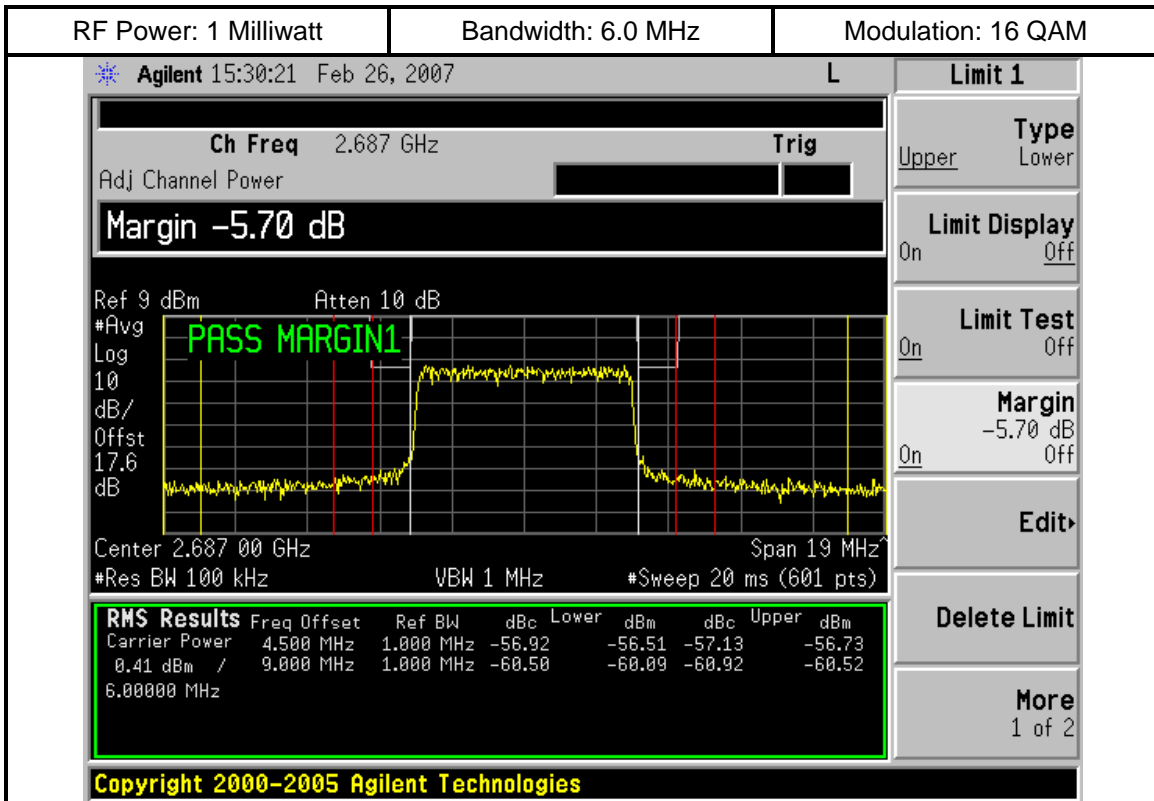 RF Power: 1 Milliwatt Bandwidth: 6.0 MHz Modulation: 16 QAM
Agilent 15:30:21 Feb 26, 2007 L Limit 1
Ch Freq 2.687 GHz Trig
Adj Channel Power
Margin -5.70 dB
Ref 9 dBm Atten 10 dB
#Avg
Log
10
dB/
Offst
17.6
dB
PASS MARGIN1
Center 2.687 00 GHz Span 19 MHz^
#Res BW 100 kHz VBW 1 MHz #Sweep 20 ms (601 pts)
RMS Results Freq Offset Ref BW dBc Lower dBm dBc Upper dBm
Carrier Power 4.500 MHz 1.000 MHz -56.92 -56.51 -57.13 -56.73
0.41 dBm / 9.000 MHz 1.000 MHz -60.50 -60.09 -60.92 -60.52
6.00000 MHz
Copyright 2000-2005 Agilent Technologies
Type
Upper Lower
Limit Display
On Off
Limit Test
On Off
Margin
-5.70 dB
On Off
Edit▸
Delete Limit
More
1 of 2